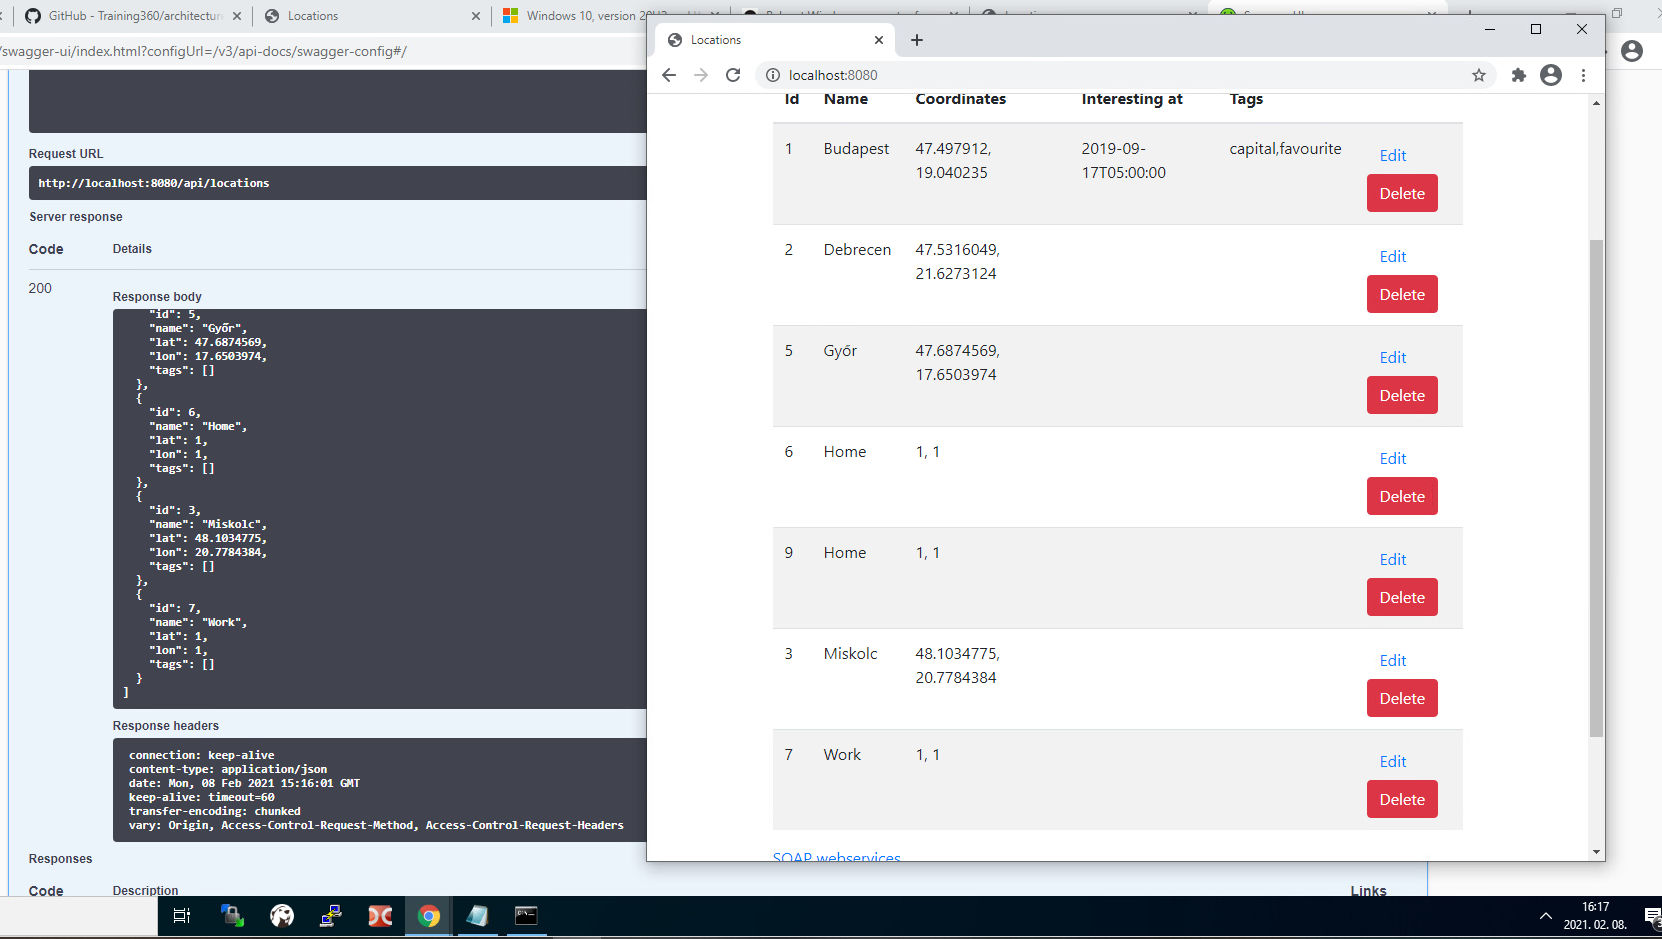 GitHub - Training360/architectur
Locations
Windows 10, version 20H2
/swagger-ui/index.html?configUrl=/v3/api-docs/swagger-config#/
Request URL
http://localhost:8080/api/locations
Server response
Code
Details
200
Response body
"id": 5,
"name": "Győr",
"lat": 47.6874569,
"lon": 17.6503974,
"tags": []
},
{
"id": 6,
"name": "Home",
"lat": 1,
"lon": 1,
"tags": []
},
{
"id": 3,
"name": "Miskolc",
"lat": 48.1034775,
"lon": 20.7784384,
"tags": []
},
{
"id": 7,
"name": "Work",
"lat": 1,
"lon": 1,
"tags": []
}
]
Response headers
connection: keep-alive
content-type: application/json
date: Mon, 08 Feb 2021 15:16:01 GMT
keep-alive: timeout=60
transfer-encoding: chunked
vary: Origin, Access-Control-Request-Method, Access-Control-Request-Headers
Responses
Code
Description
Links
Locations
localhost:8080
Id Name Coordinates Interesting at Tags
1 Budapest 47.497912, 2019-09- capital,favourite Edit
19.040235 17T05:00:00
Delete
2 Debrecen 47.5316049, Edit
21.6273124
Delete
5 Győr 47.6874569, Edit
17.6503974
Delete
6 Home 1, 1 Edit
Delete
9 Home 1, 1 Edit
Delete
3 Miskolc 48.1034775, Edit
20.7784384
Delete
7 Work 1, 1 Edit
Delete
SOAP webservices
16:17
2021. 02. 08.